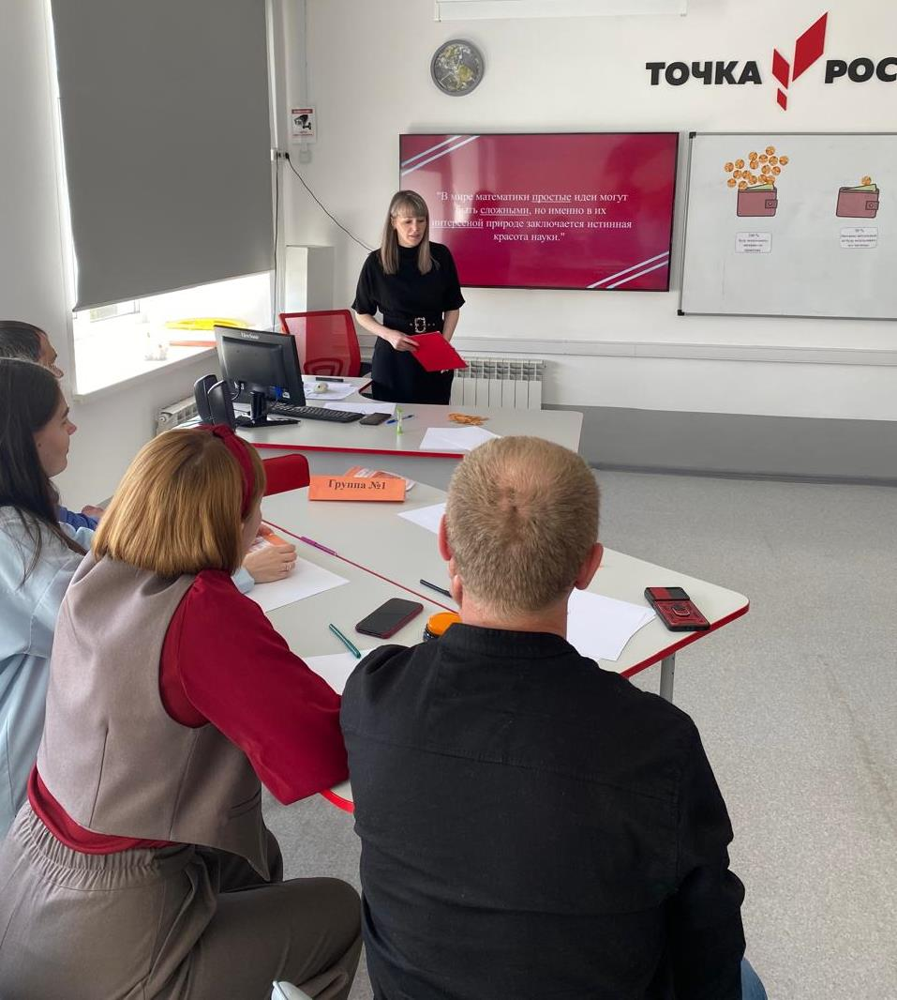 ТОЧКА РОС
"В мире математики простые идеи могут
быть сложными, но именно в их
интересной природе заключается истинная
красота науки."
ViewSonic
Группа №1